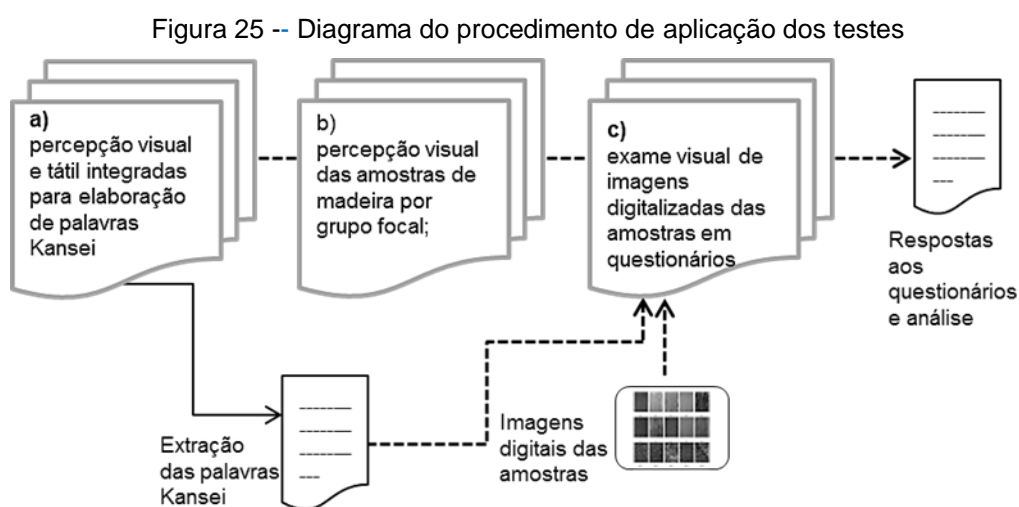 Figura 25 -- Diagrama do procedimento de aplicação dos testes
a)
percepção visual
e tátil integradas
para elaboração
de palavras
Kansei
b)
percepção visual
das amostras de
madeira por
grupo focal;
c)
exame visual de
imagens
digitalizadas das
amostras em
questionários
Respostas
aos
questionários
e análise
Extração
das palavras
Kansei
Imagens
digitais das
amostras